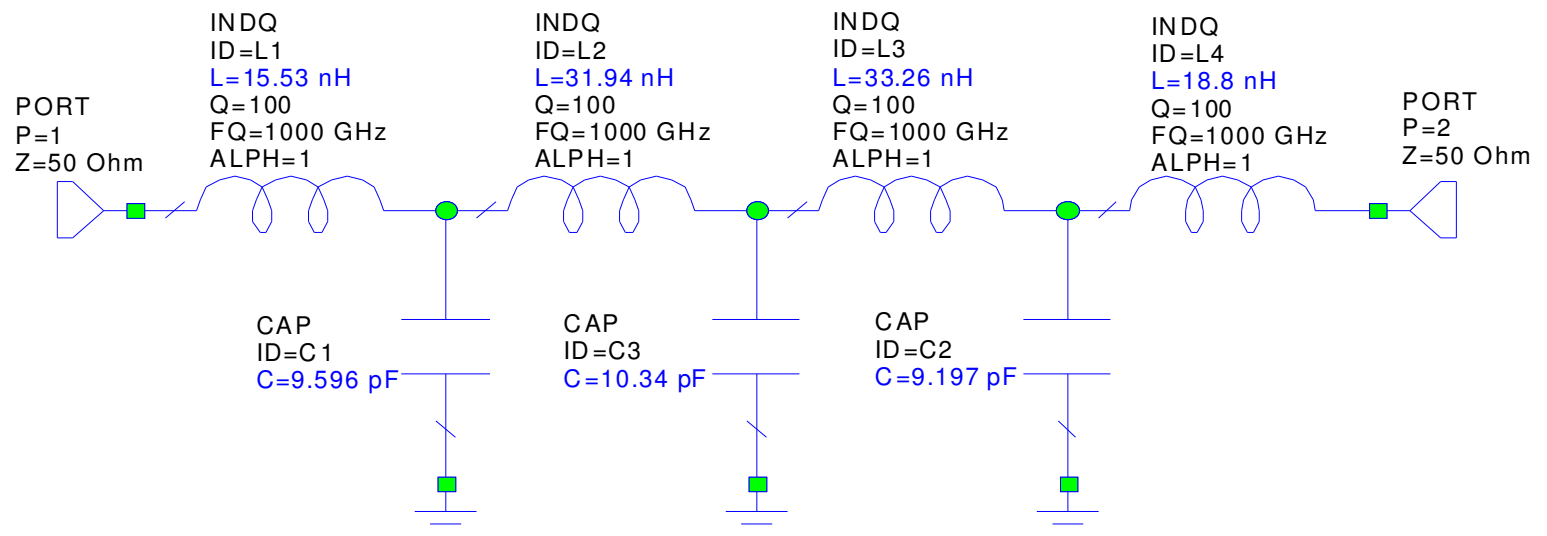 PORT
P=1
Z=50 Ohm
INDQ
ID=L1
L=15.53 nH
Q=100
FQ=1000 GHz
ALPH=1
INDQ
ID=L2
L=31.94 nH
Q=100
FQ=1000 GHz
ALPH=1
INDQ
ID=L3
L=33.26 nH
Q=100
FQ=1000 GHz
ALPH=1
INDQ
ID=L4
L=18.8 nH
Q=100
FQ=1000 GHz
ALPH=1
PORT
P=2
Z=50 Ohm
CAP
ID=C1
C=9.596 pF
CAP
ID=C3
C=10.34 pF
CAP
ID=C2
C=9.197 pF